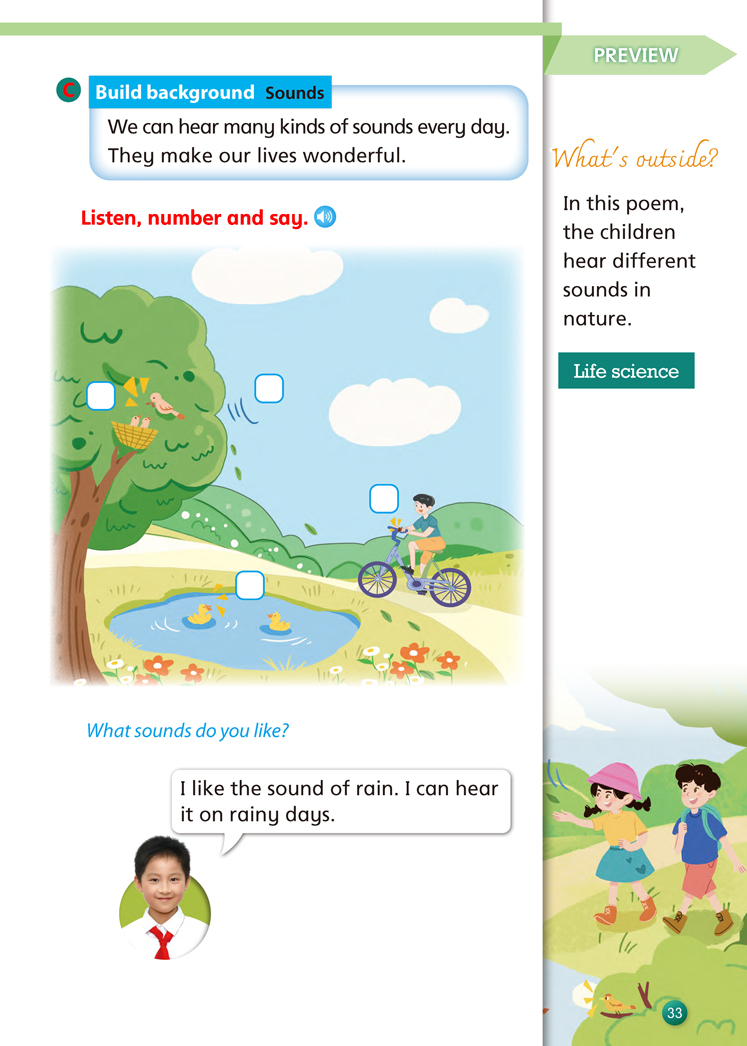 PREVIEW
C Build background Sounds
We can hear many kinds of sounds every day.
They make our lives wonderful.
Listen, number and say.
What sounds do you like?
I like the sound of rain. I can hear
it on rainy days.
What's outside?
In this poem,
the children
hear different
sounds in
nature.
Life science
33